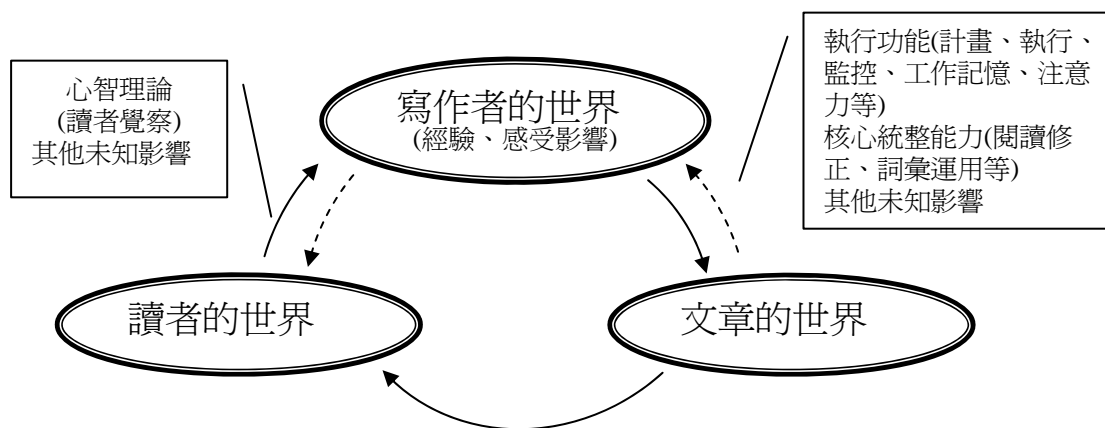 心智理論
(讀者覺察)
其他未知影響
寫作者的世界
(經驗、感受影響)
執行功能(計畫、執行、
監控、工作記憶、注意
力等)
核心統整能力(閱讀修
正、詞彙運用等)
其他未知影響
讀者的世界
文章的世界